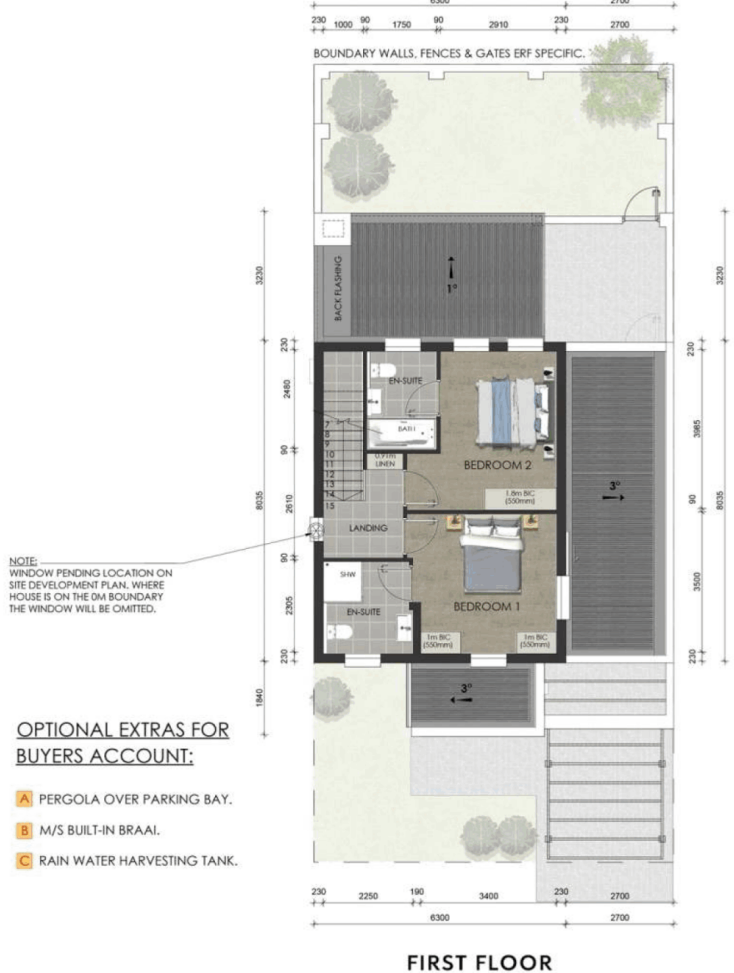 6300 2700
230 1000 90 1750 90 2910 230 2700
BOUNDARY WALLS, FENCES & GATES ERF SPECIFIC.
3230
3230
BACK FLASHING
1°
230
230
2480
EN-SUITE
BATH
0.91m
LINEN
7
8
9
10
11
12
13
14
15
90
BEDROOM 2
1.8m BIC
(550mm)
3985
90
8035
8035
2610
LANDING
3°
NOTE:
WINDOW PENDING LOCATION ON
SITE DEVELOPMENT PLAN. WHERE
HOUSE IS ON THE 0M BOUNDARY
THE WINDOW WILL BE OMITTED.
90
SHW
EN-SUITE
2305
BEDROOM 1
1m BIC
(550mm)
1m BIC
(550mm)
3500
230
230
1840
3°
OPTIONAL EXTRAS FOR
BUYERS ACCOUNT:
A PERGOLA OVER PARKING BAY.
B M/S BUILT-IN BRAAI.
C RAIN WATER HARVESTING TANK.
230 2250 190 3400 230 2700
6300 2700
FIRST FLOOR